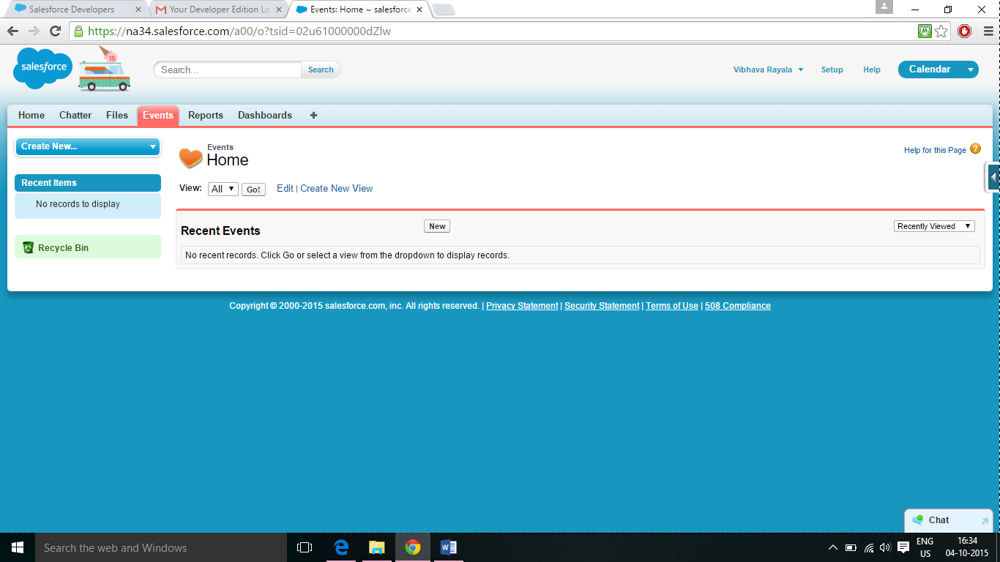 Salesforce Developers
Your Developer Edition Lo
Events: Home ~ salesforce
https://na34.salesforce.com/a00/o?tsid=02u61000000dZlw
salesforce
15
Search...
Search
Vibhava Rayala
Setup
Help
Calendar
Home
Chatter
Files
Events
Reports
Dashboards
+
Create New...
Events
Home
Help for this Page ?
Recent Items
View: All Go! Edit | Create New View
No records to display
Recent Events
New
Recently Viewed
Recycle Bin
No recent records. Click Go or select a view from the dropdown to display records.
Copyright © 2000-2015 salesforce.com, inc. All rights reserved. | Privacy Statement | Security Statement | Terms of Use | 508 Compliance
Chat
Search the web and Windows
ENG
US
16:34
04-10-2015